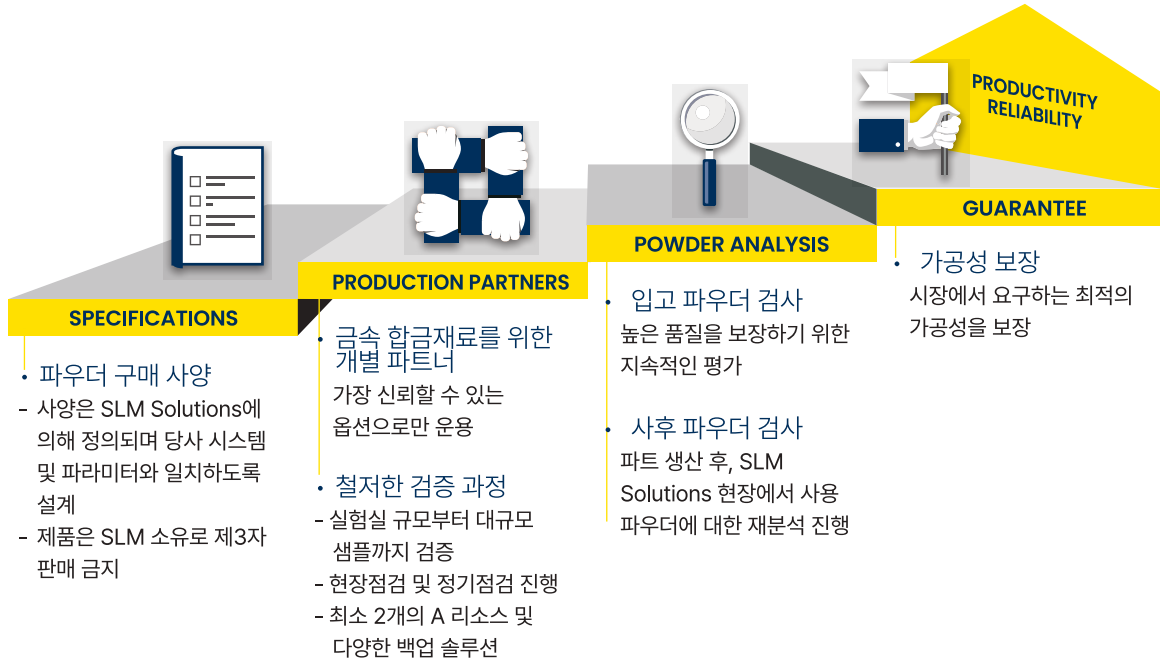 SPECIFICATIONS
• 파우더 구매 사양
- 사양은 SLM Solutions에
의해 정의되며 당사 시스템
및 파라미터와 일치하도록
설계
- 제품은 SLM 소유로 제3자
판매 금지
PRODUCTION PARTNERS
• 금속 합금재료를 위한
개별 파트너
가장 신뢰할 수 있는
옵션으로만 운용
• 철저한 검증 과정
- 실험실 규모부터 대규모
샘플까지 검증
- 현장점검 및 정기점검 진행
- 최소 2개의 A 리소스 및
다양한 백업 솔루션
POWDER ANALYSIS
• 입고 파우더 검사
높은 품질을 보장하기 위한
지속적인 평가
• 사후 파우더 검사
파트 생산 후, SLM
Solutions 현장에서 사용
파우더에 대한 재분석 진행
PRODUCTIVITY
RELIABILITY
GUARANTEE
• 가공성 보장
시장에서 요구하는 최적의
가공성을 보장